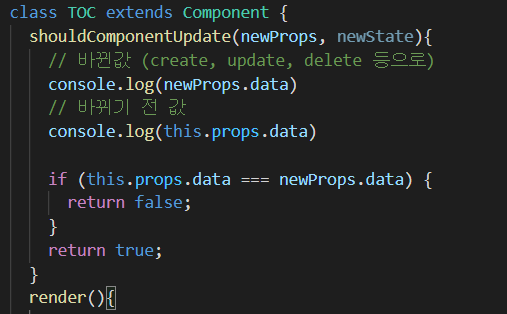 class TOC extends Component {
shouldComponentUpdate(newProps, newState){
// 바뀐값 (create, update, delete 등으로)
console.log(newProps.data)
// 바뀌기 전 값
console.log(this.props.data)
if (this.props.data === newProps.data) {
return false;
}
return true;
}
render(){